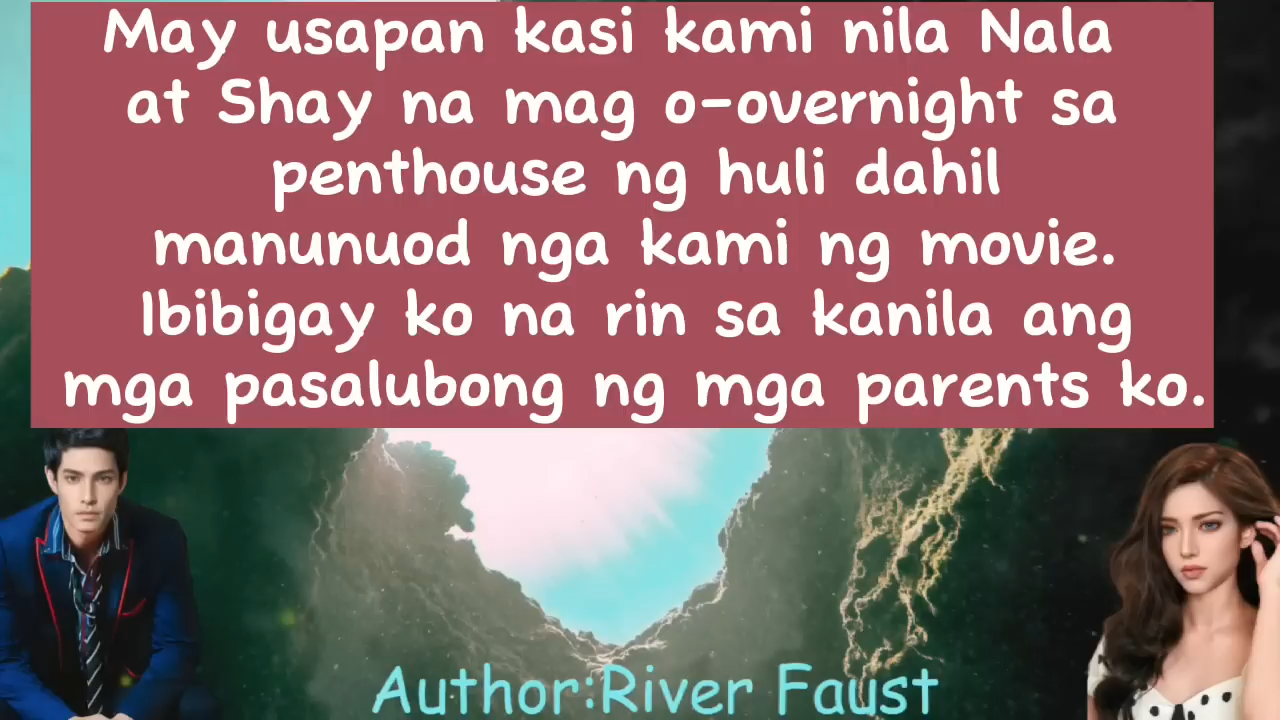 May usapan kasi kami nila Nala
at Shay na mag o-overnight sa
penthouse ng huli dahil
manunuod nga kami ng movie.
Ibibigay ko na rin sa kanila ang
mga pasalubong ng mga parents ko.
Author:River Faust